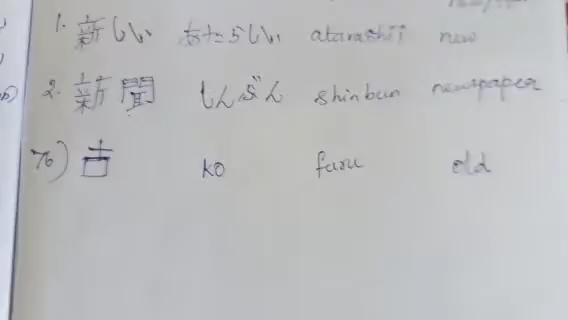 1. 新しい あたらしい atarashii new
2. 新聞 しんぶん shinbun newspaper
76) 古 ko furu old